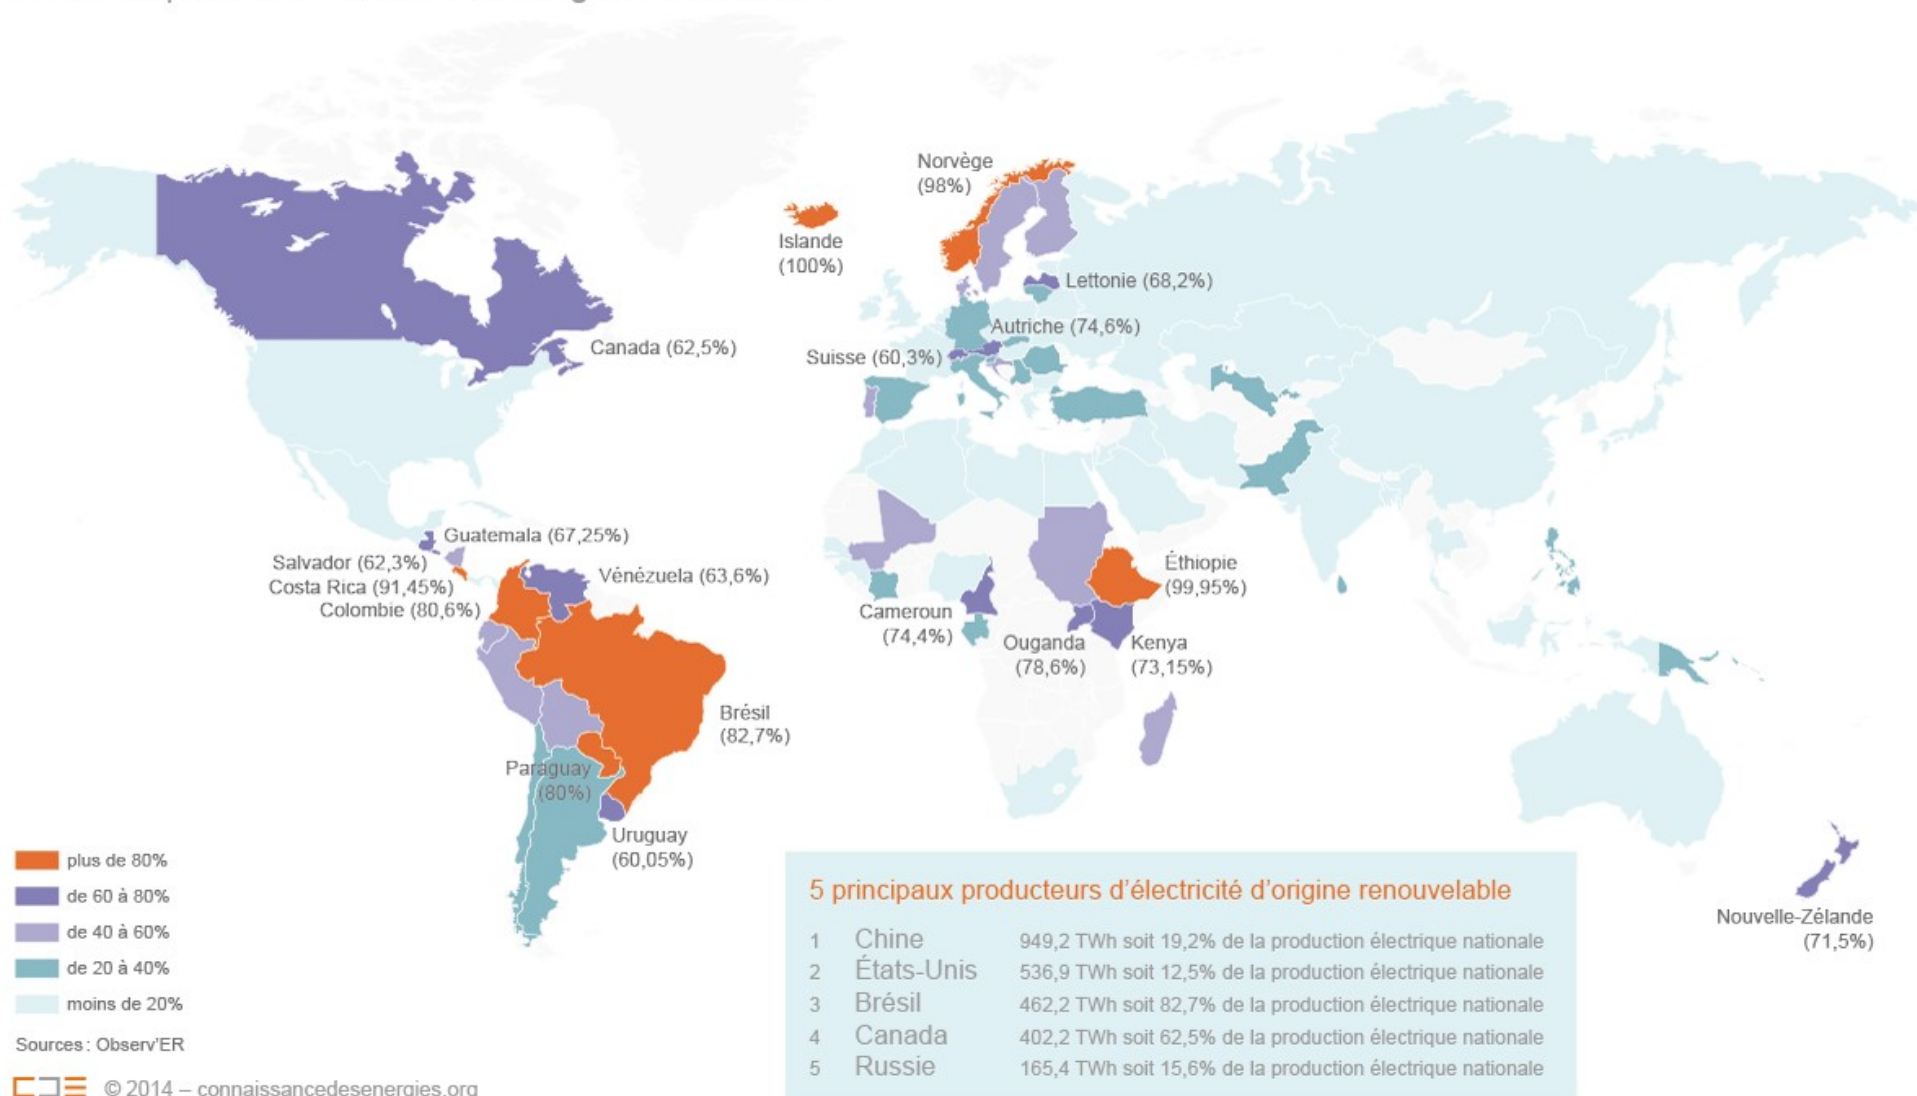 Norvège
(98%)
Islande
(100%)
Lettonie (68,2%)
Autriche (74,6%)
Suisse (60,3%)
Canada (62,5%)
Guatemala (67,25%)
Salvador (62,3%)
Costa Rica (91,45%)
Colombie (80,6%)
Vénézuela (63,6%)
Éthiopie
(99,95%)
Cameroun
(74,4%)
Ouganda
(78,6%)
Kenya
(73,15%)
Brésil
(82,7%)
Paraguay
(80%)
Uruguay
(60,05%)
Nouvelle-Zélande
(71,5%)
plus de 80%
de 60 à 80%
de 40 à 60%
de 20 à 40%
moins de 20%
Sources : Observ'ER
© 2014 – connaissancedesenergies.org
5 principaux producteurs d'électricité d'origine renouvelable
1 Chine 949,2 TWh soit 19,2% de la production électrique nationale
2 États-Unis 536,9 TWh soit 12,5% de la production électrique nationale
3 Brésil 462,2 TWh soit 82,7% de la production électrique nationale
4 Canada 402,2 TWh soit 62,5% de la production électrique nationale
5 Russie 165,4 TWh soit 15,6% de la production électrique nationale